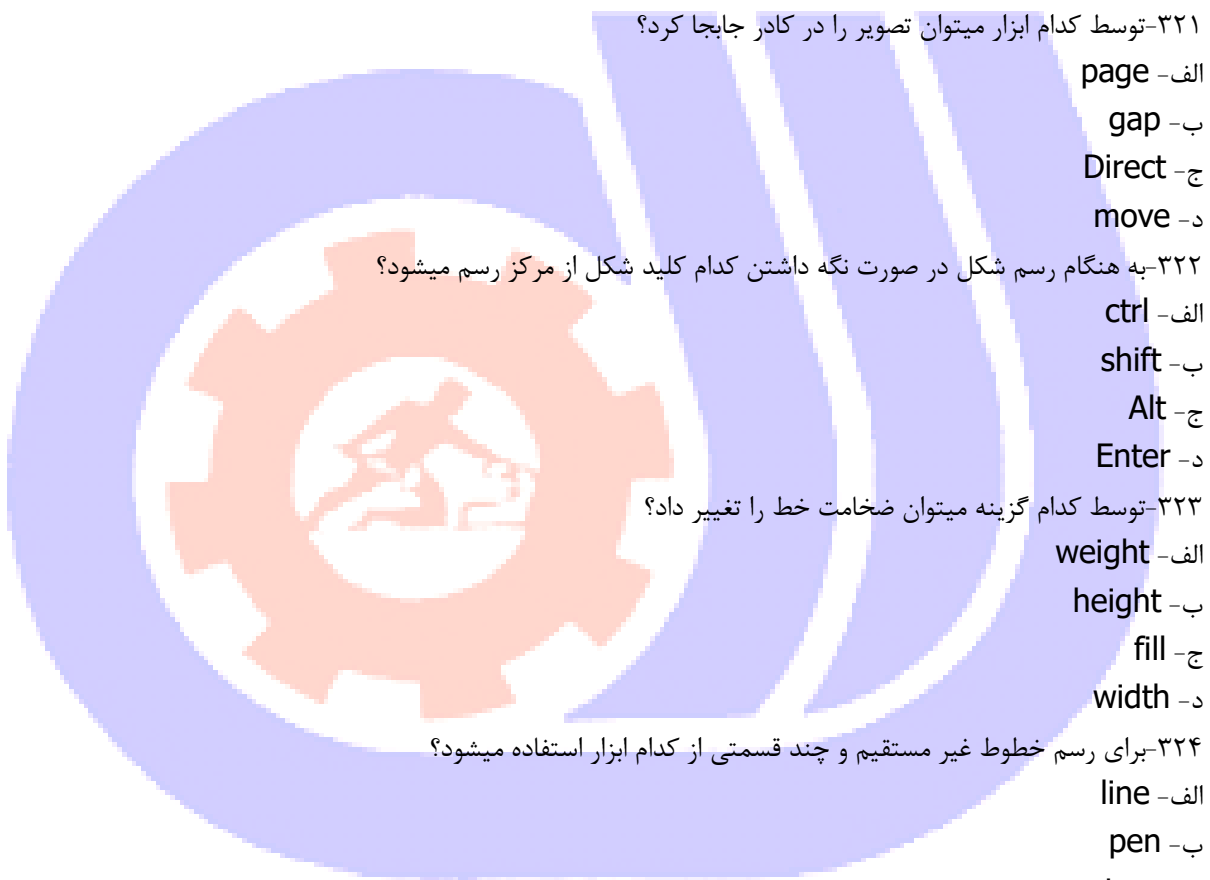 ۳۲۱-توسط کدام ابزار میتوان تصویر را در کادر جابجا کرد؟
الف- page
ب- gap
ج- Direct
د- move
۳۲۲-به هنگام رسم شکل در صورت نگه داشتن کدام کلید شکل از مرکز رسم میشود؟
الف- ctrl
ب- shift
ج- Alt
د- Enter
۳۲۳-توسط کدام گزینه میتوان ضخامت خط را تغییر داد؟
الف- weight
ب- height
ج- fill
د- width
۳۲۴-برای رسم خطوط غیر مستقیم و چند قسمتی از کدام ابزار استفاده میشود؟
الف- line
ب- pen